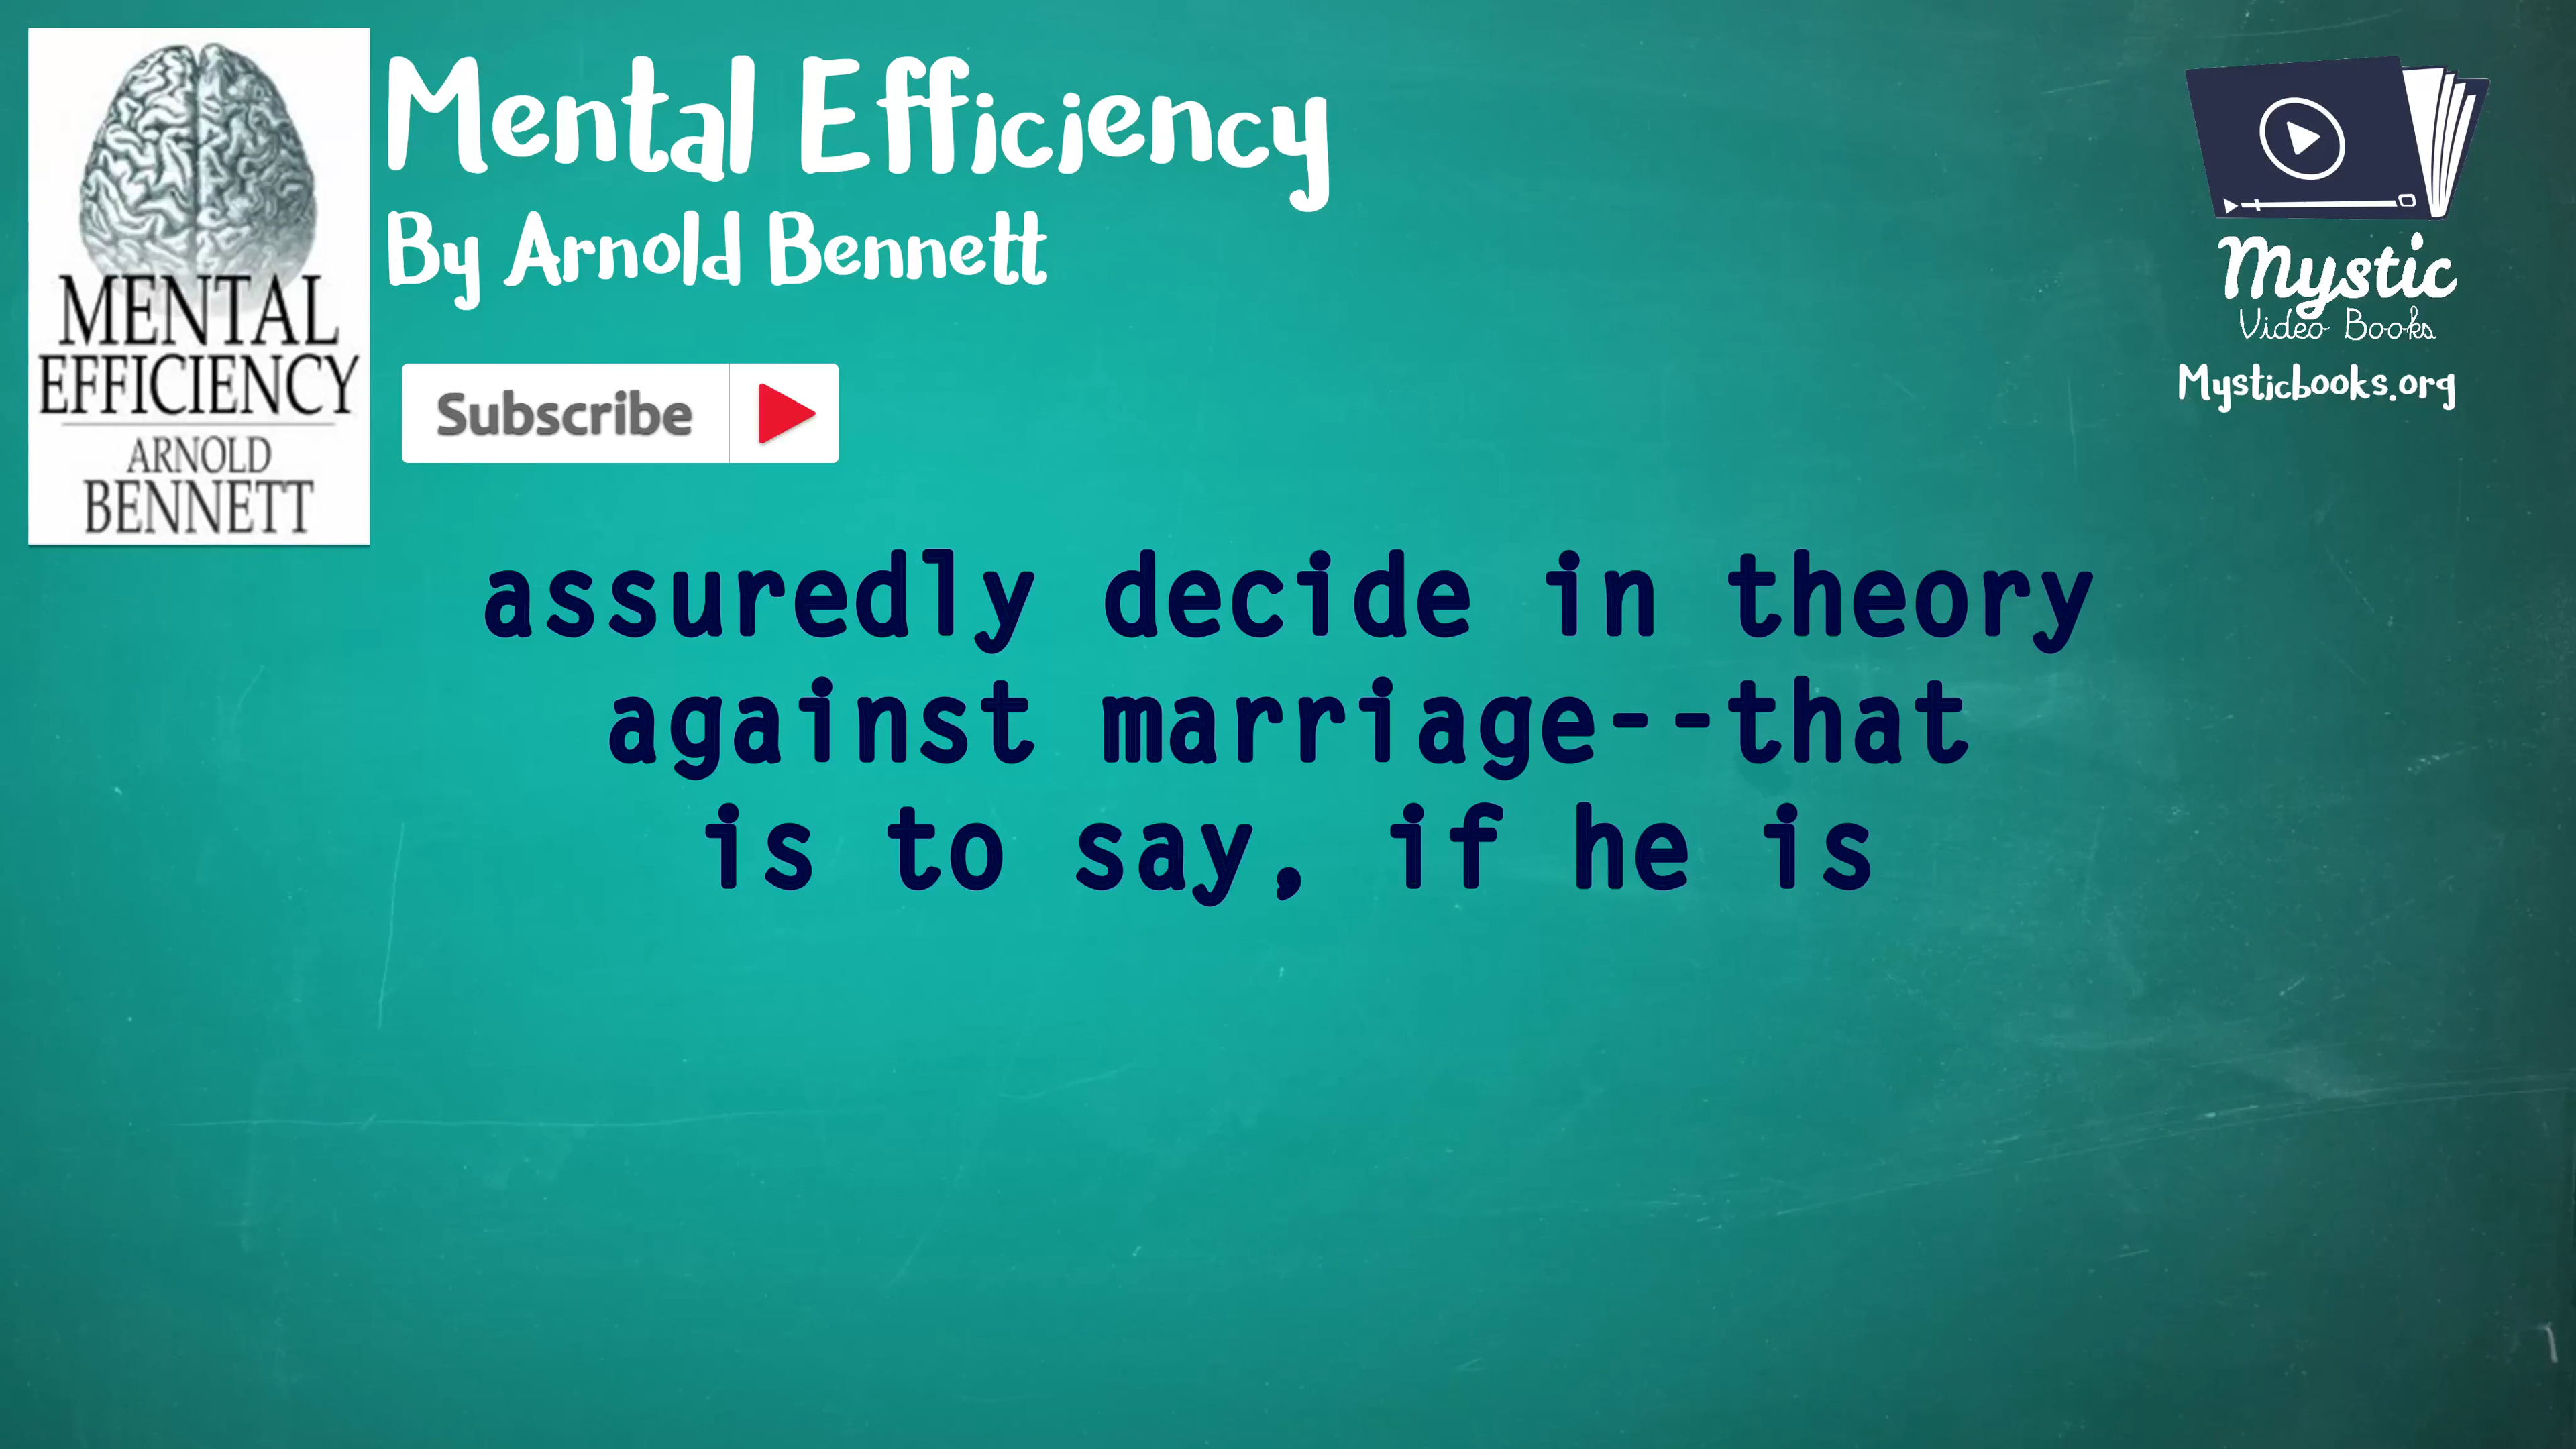 MENTAL
EFFICIENCY
ARNOLD
BENNETT
Mental Efficiency
By Arnold Bennett
Subscribe
Mystic
Video Books
Mysticbooks.org
assuredly decide in theory
against marriage--that
is to say, if he is